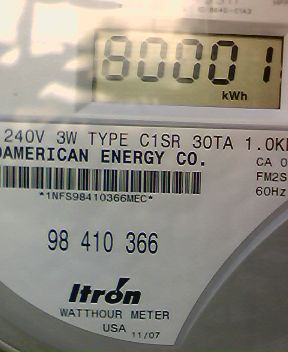 80001
kWh
240V 3W TYPE C1SR 30TA 1.0K
DAMERICAN ENERGY CO.
CA 0
FM2S
60Hz
*1NFS98410366MEC*
98 410 366
Itron
WATTHOUR METER
USA 11/07